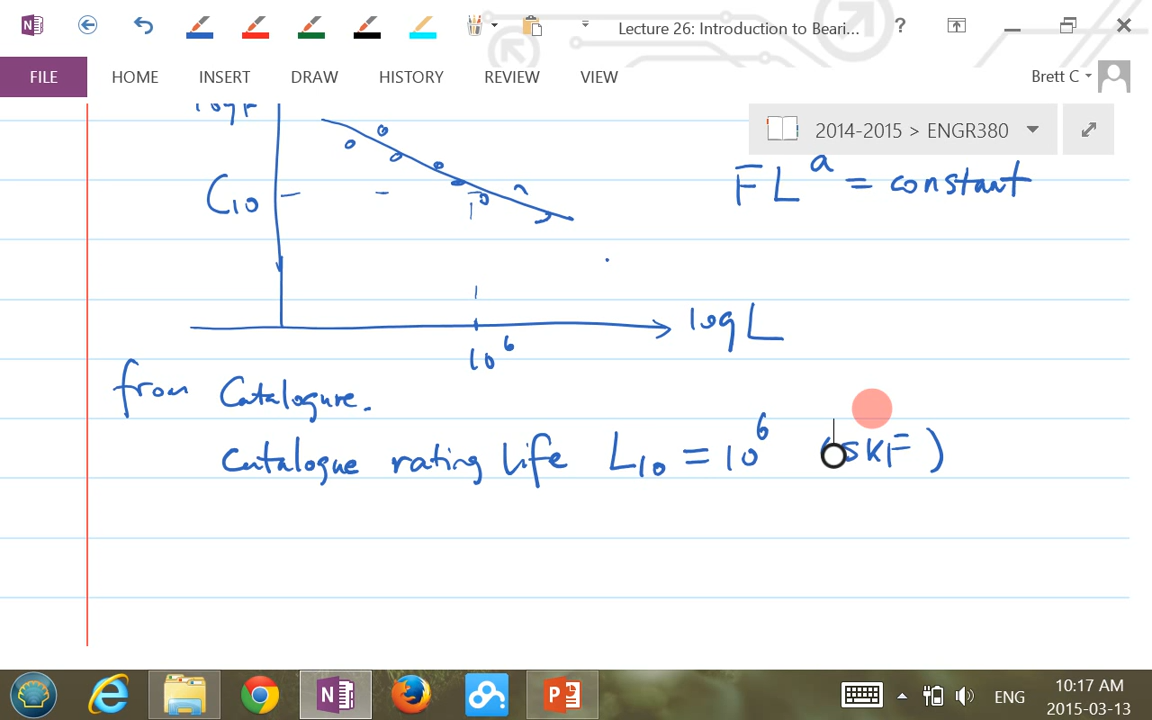 Lecture 26: Introduction to Beari...
?
FILE HOME INSERT DRAW HISTORY REVIEW VIEW
Brett C
2014-2015 > ENGR380
log F
FL^a = constant
C10
log L
10^6
from Catalogure.
Catalogue rating life L10 = 10^6 (SKF)
ENG
10:17 AM
2015-03-13